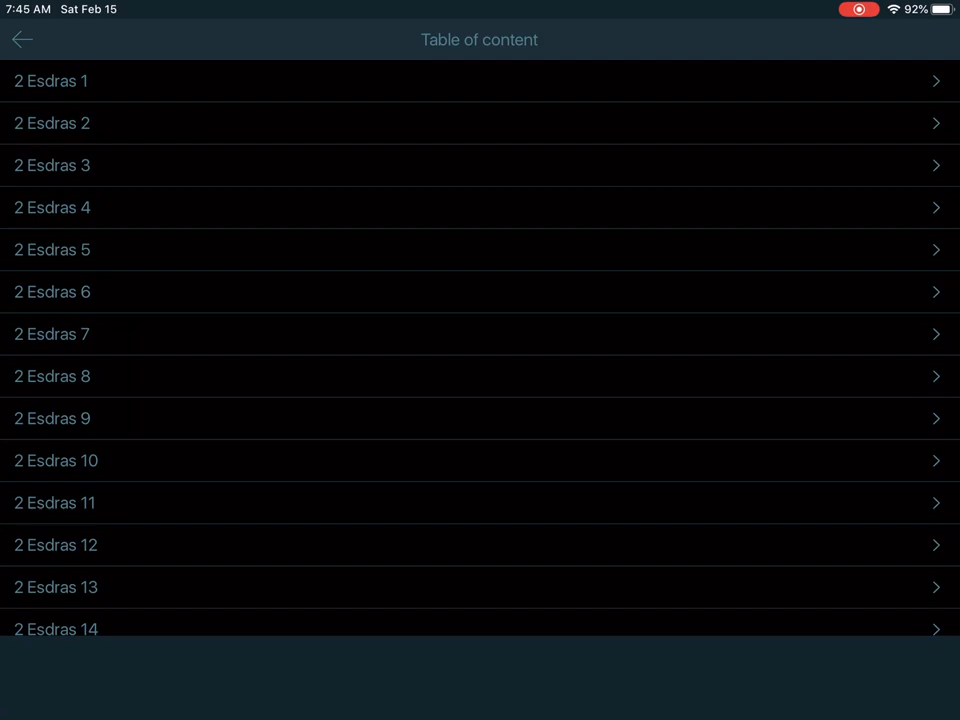 7:45 AM Sat Feb 15 92%
Table of content
2 Esdras 1
2 Esdras 2
2 Esdras 3
2 Esdras 4
2 Esdras 5
2 Esdras 6
2 Esdras 7
2 Esdras 8
2 Esdras 9
2 Esdras 10
2 Esdras 11
2 Esdras 12
2 Esdras 13
2 Esdras 14